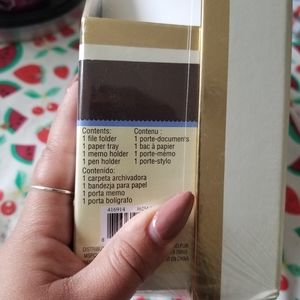 Contents:
1 file folder
1 paper tray
1 memo holder
1 pen holder
Contenu :
1 porte-documents
1 bac à papier
1 porte-mémo
1 porte-stylo
Contenido:
1 carpeta archivadora
1 bandezja para papel
1 porta memo
1 porta bolígrafo
416914